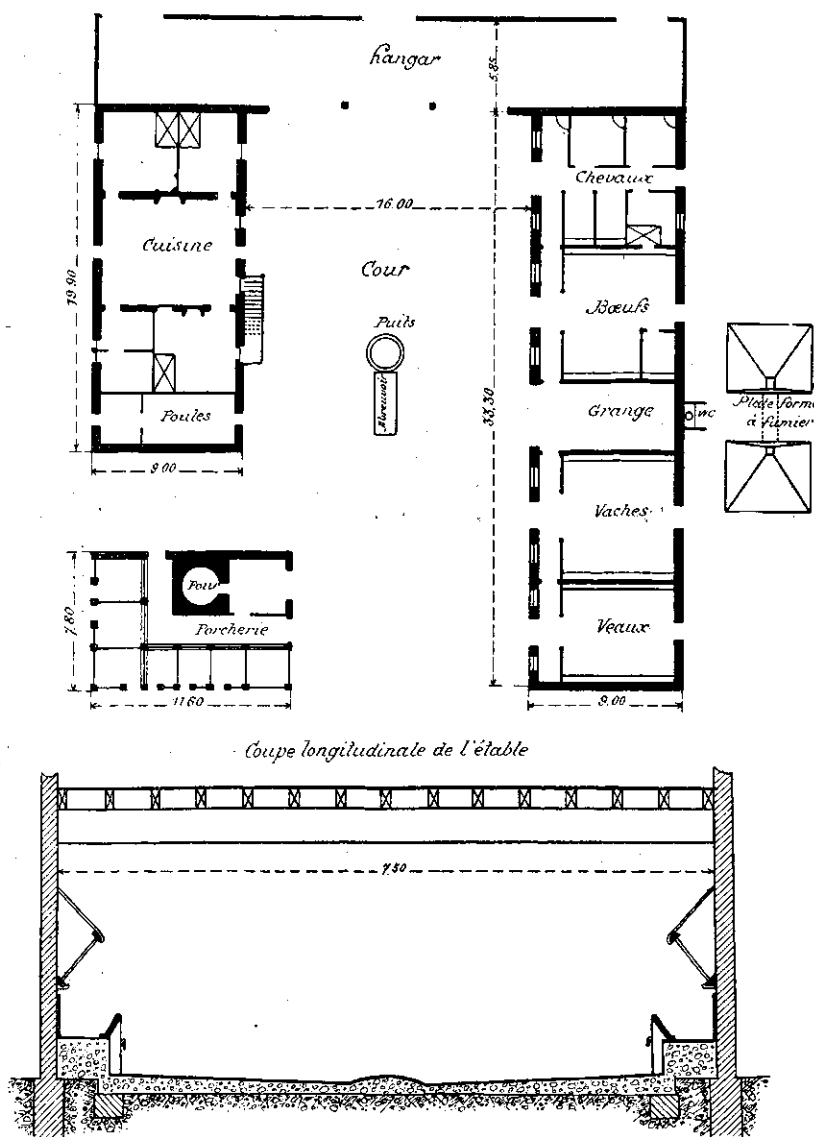 hangar
5,85
Chevaux
16.00
Cuisine
19.90
Cour
Bœufs
Puits
Abreuvoir
33,30
Grange
WC
Plate forme
à fumier
Poules
9.00
Vaches
Four
7.80
Porcherie
Veaux
11.60
9.00
Coupe longitudinale de l'étable
7,50